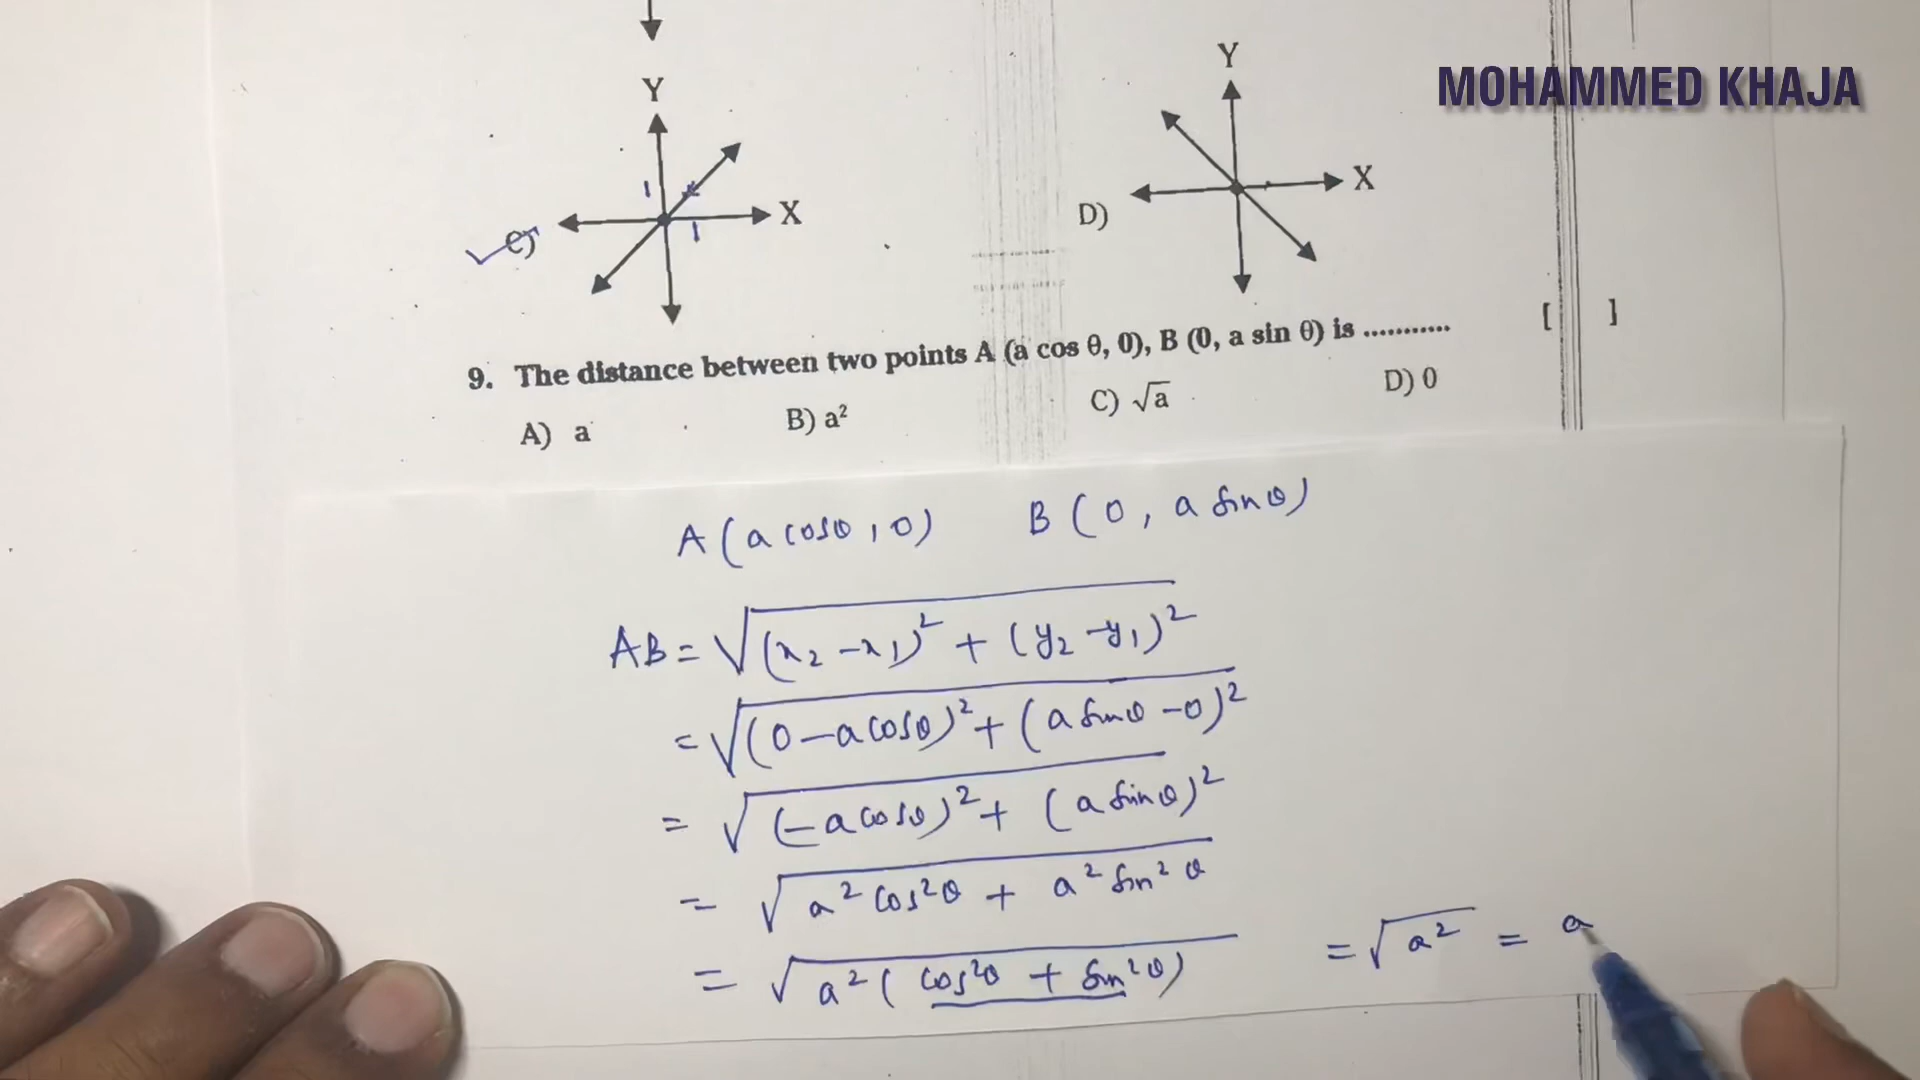 MOHAMMED KHAJA
Y
X
C)
1
1
Y
X
D)
9. The distance between two points A (a cos θ, 0), B (0, a sin θ) is ........... [ ]
A) a B) a² C) √a D) 0
A (a cosθ, 0) B (0, a sinθ)
AB = √(x₂ - x₁)² + (y₂ - y₁)²
= √(0 - a cosθ)² + (a sinθ - 0)²
= √(-a cosθ)² + (a sinθ)²
= √a² cos²θ + a² sin²θ
= √a² (cos²θ + sin²θ) = √a² = a